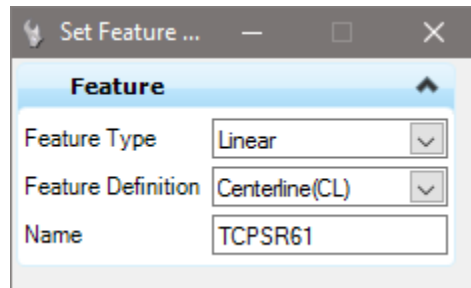 Set Feature ...
Feature
Feature Type Linear
Feature Definition Centerline(CL)
Name TCPSR61